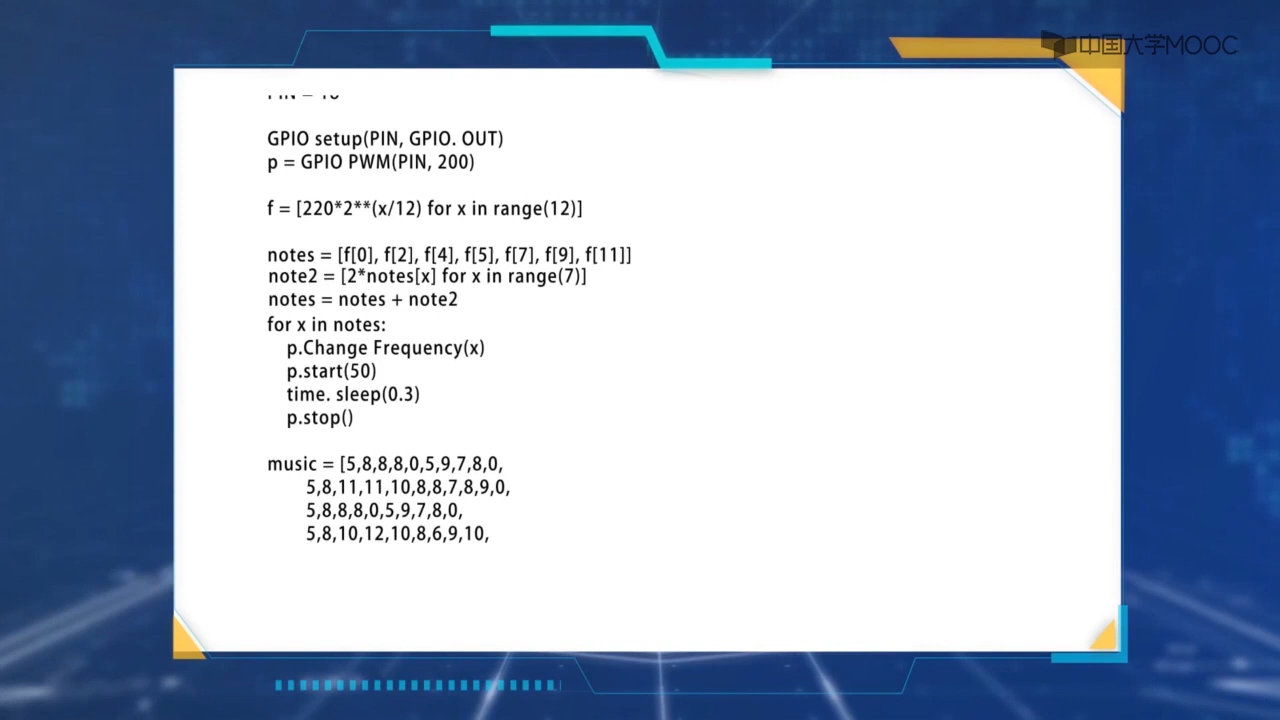 中国大学MOOC
GPIO setup(PIN, GPIO. OUT)
p = GPIO PWM(PIN, 200)
f = [220*2**(x/12) for x in range(12)]
notes = [f[0], f[2], f[4], f[5], f[7], f[9], f[11]]
note2 = [2*notes[x] for x in range(7)]
notes = notes + note2
for x in notes:
p.Change Frequency(x)
p.start(50)
time. sleep(0.3)
p.stop()
music = [5,8,8,8,0,5,9,7,8,0,
5,8,11,11,10,8,8,7,8,9,0,
5,8,8,8,0,5,9,7,8,0,
5,8,10,12,10,8,6,9,10,